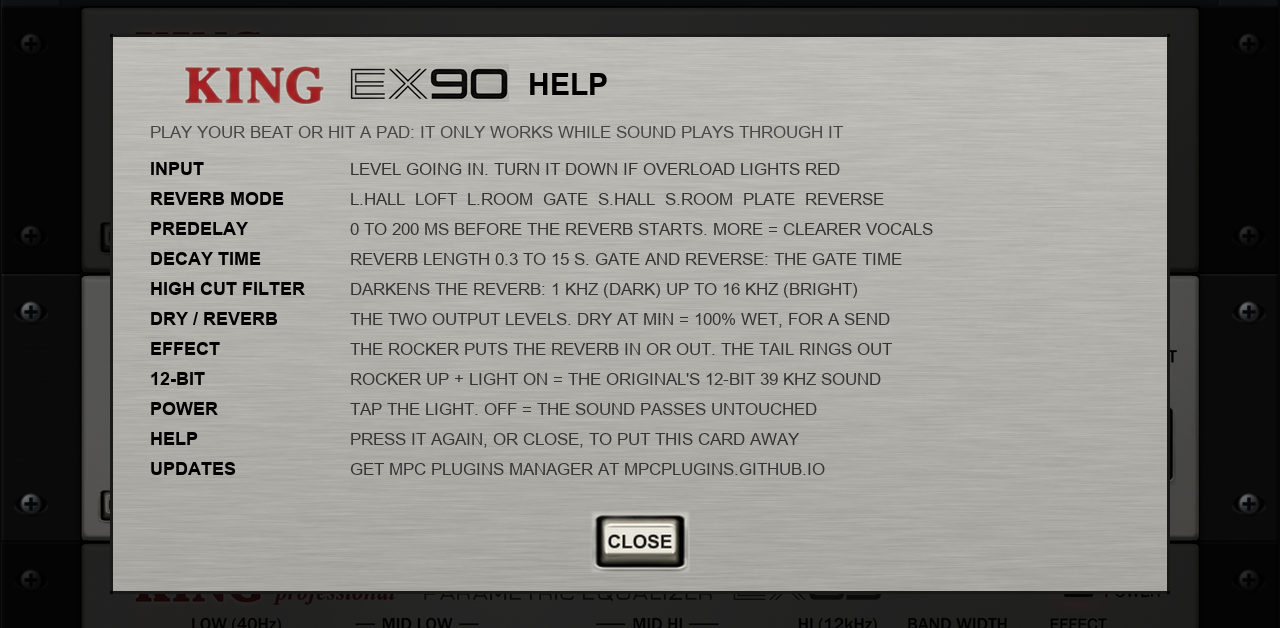 KING EX90 HELP
PLAY YOUR BEAT OR HIT A PAD: IT ONLY WORKS WHILE SOUND PLAYS THROUGH IT
INPUT LEVEL GOING IN. TURN IT DOWN IF OVERLOAD LIGHTS RED
REVERB MODE L.HALL LOFT L.ROOM GATE S.HALL S.ROOM PLATE REVERSE
PREDELAY 0 TO 200 MS BEFORE THE REVERB STARTS. MORE = CLEARER VOCALS
DECAY TIME REVERB LENGTH 0.3 TO 15 S. GATE AND REVERSE: THE GATE TIME
HIGH CUT FILTER DARKENS THE REVERB: 1 KHZ (DARK) UP TO 16 KHZ (BRIGHT)
DRY / REVERB THE TWO OUTPUT LEVELS. DRY AT MIN = 100% WET, FOR A SEND
EFFECT THE ROCKER PUTS THE REVERB IN OR OUT. THE TAIL RINGS OUT
12-BIT ROCKER UP + LIGHT ON = THE ORIGINAL'S 12-BIT 39 KHZ SOUND
POWER TAP THE LIGHT. OFF = THE SOUND PASSES UNTOUCHED
HELP PRESS IT AGAIN, OR CLOSE, TO PUT THIS CARD AWAY
UPDATES GET MPC PLUGINS MANAGER AT MPCPLUGINS.GITHUB.IO
CLOSE
KING professional PARAMETRIC EQUALIZER
LOW (40Hz) MID LOW MID HI HI (12kHz) BAND WIDTH EFFECT